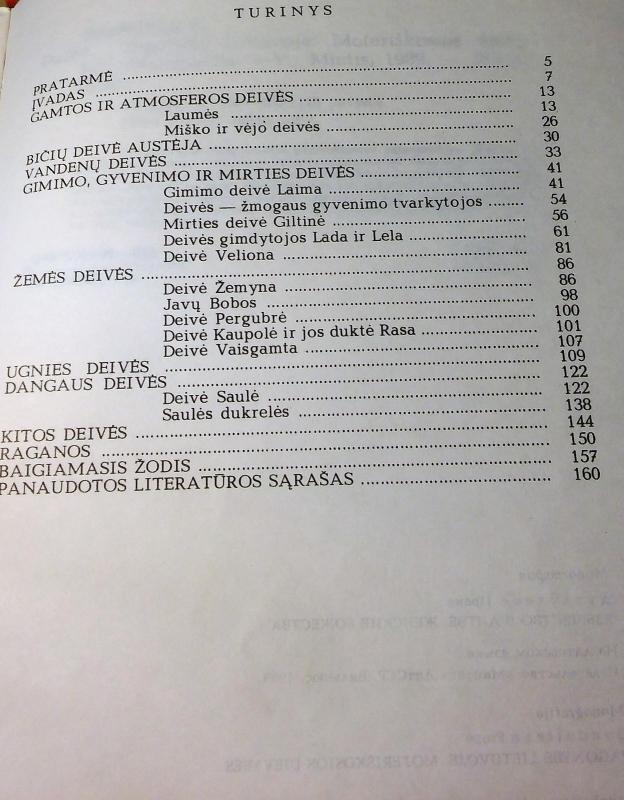 TURINYS
PRATARMĖ ........ 5
ĮVADAS ........ 7
GAMTOS IR ATMOSFEROS DEIVĖS ........ 13
Laumės ........ 13
Miško ir vėjo deivės ........ 26
BIČIŲ DEIVĖ AUSTĖJA ........ 30
VANDENŲ DEIVĖS ........ 33
GIMIMO, GYVENIMO IR MIRTIES DEIVĖS ........ 41
Gimimo deivė Laima ........ 41
Deivės — žmogaus gyvenimo tvarkytojos ........ 54
Mirties deivė Giltinė ........ 56
Deivės gimdytojos Lada ir Lela ........ 61
Deivė Veliona ........ 81
ŽEMĖS DEIVĖS ........ 86
Deivė Žemyna ........ 86
Javų Bobos ........ 98
Deivė Pergubrė ........ 100
Deivė Kaupolė ir jos duktė Rasa ........ 101
Deivė Vaisgamta ........ 107
UGNIES DEIVĖS ........ 109
DANGAUS DEIVĖS ........ 122
Deivė Saulė ........ 122
Saulės dukrelės ........ 138
KITOS DEIVĖS ........ 144
RAGANOS ........ 150
BAIGIAMASIS ŽODIS ........ 157
PANAUDOTOS LITERATŪROS SĄRAŠAS ........ 160